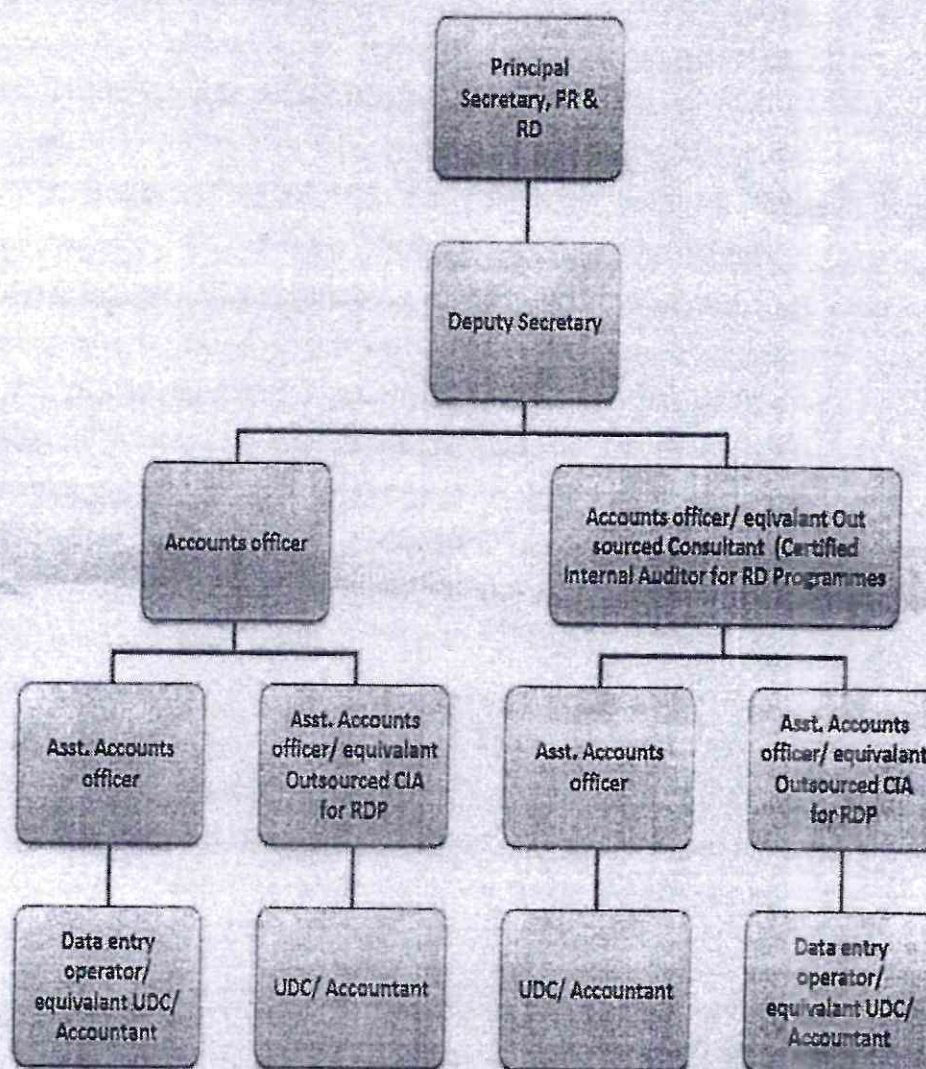 Principal
Secretary, PR &
RD
Deputy Secretary
Accounts officer
Accounts officer/ eqivalant Out
sourced Consultant (Certified
Internal Auditor for RD Programmes
Asst. Accounts
officer
Asst. Accounts
officer/ equivalant
Outsourced CIA
for RDP
Asst. Accounts
officer
Asst. Accounts
officer/ equivalant
Outsourced CIA
for RDP
Data entry
operator/
equivalant UDC/
Accountant
UDC/ Accountant
UDC/ Accountant
Data entry
operator/
equivalant UDC/
Accountant